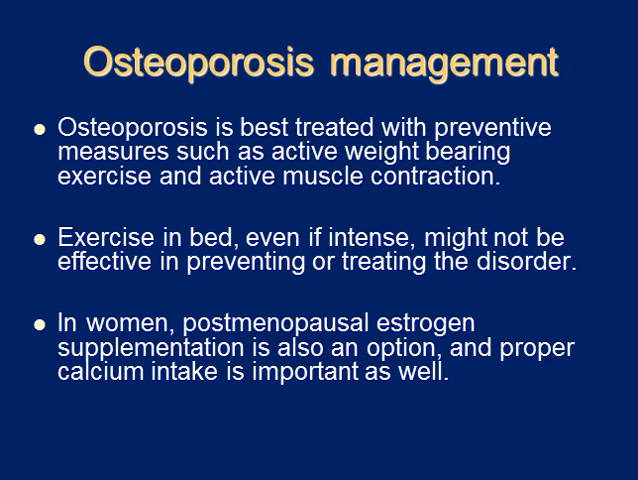 Osteoporosis management
● Osteoporosis is best treated with preventive
measures such as active weight bearing
exercise and active muscle contraction.
● Exercise in bed, even if intense, might not be
effective in preventing or treating the disorder.
● In women, postmenopausal estrogen
supplementation is also an option, and proper
calcium intake is important as well.